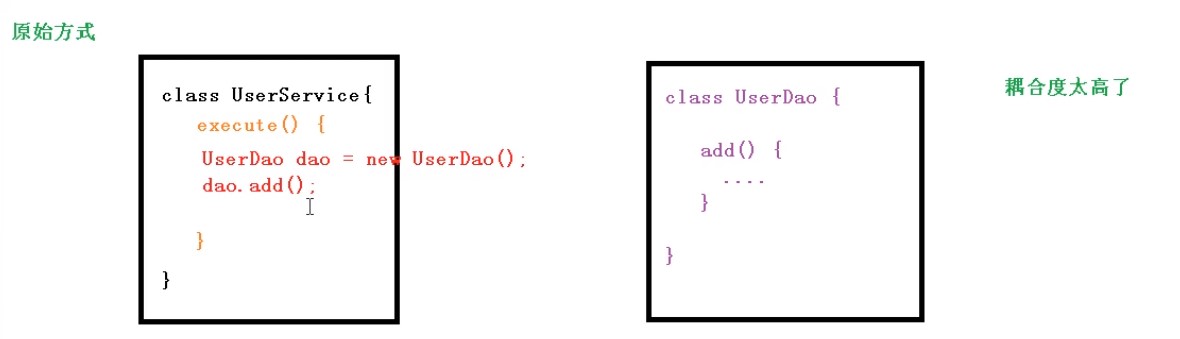 原始方式
class UserService{
execute() {
UserDao dao = new UserDao();
dao.add();
}
}
class UserDao {
add() {
....
}
}
耦合度太高了